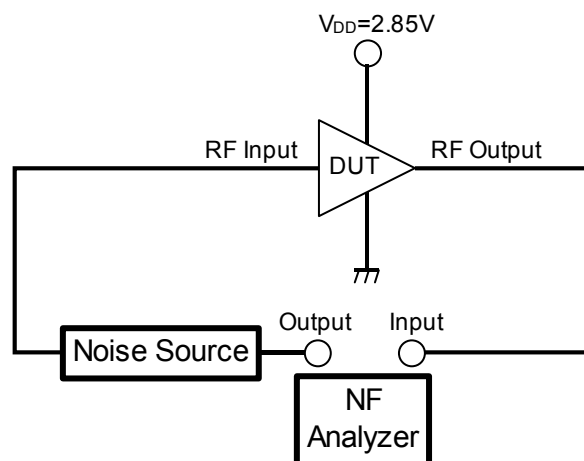 VDD=2.85V
RF Input
DUT
RF Output
Output
Input
Noise Source
NF
Analyzer